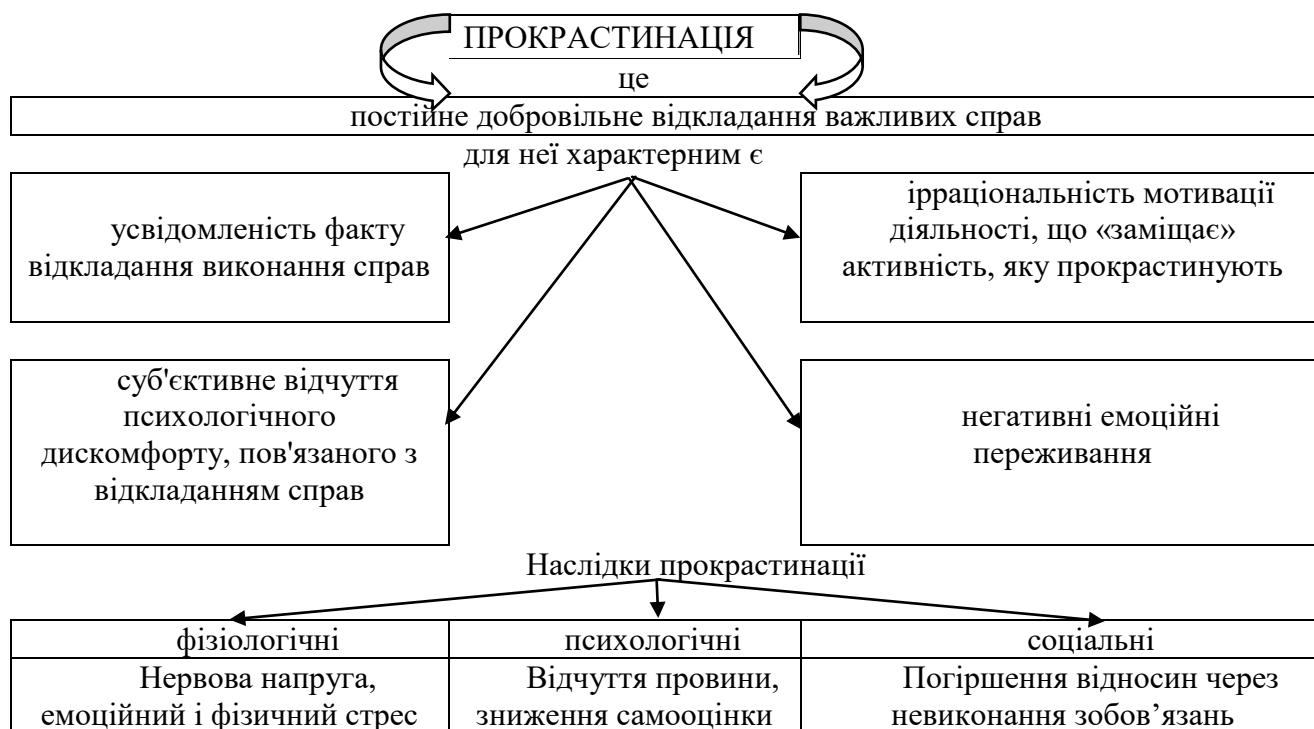 ПРОКРАСТИНАЦІЯ
це
постійне добровільне відкладання важливих справ
для неї характерним є
усвідомленість факту
відкладання виконання справ
ірраціональність мотивації
діяльності, що «заміщає»
активність, яку прокрастинують
суб'єктивне відчуття
психологічного
дискомфорту, пов'язаного з
відкладанням справ
негативні емоційні
переживання
Наслідки прокрастинації
фізіологічні
психологічні
соціальні
Нервова напруга,
емоційний і фізичний стрес
Відчуття провини,
зниження самооцінки
Погіршення відносин через
невиконання зобов’язань